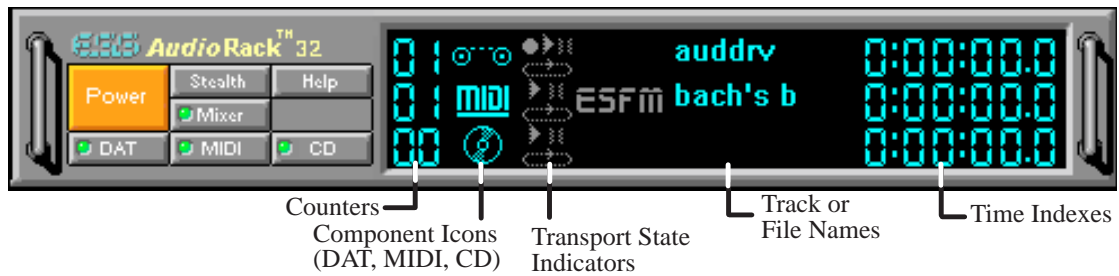 ESS AudioRack™32
Power
Stealth
Help
Mixer
DAT
MIDI
CD
01 auddrv 0:00:00.0
01 MIDI ESFM bach's b 0:00:00.0
00 0:00:00.0
Counters
Component Icons
(DAT, MIDI, CD)
Transport State
Indicators
Track or
File Names
Time Indexes